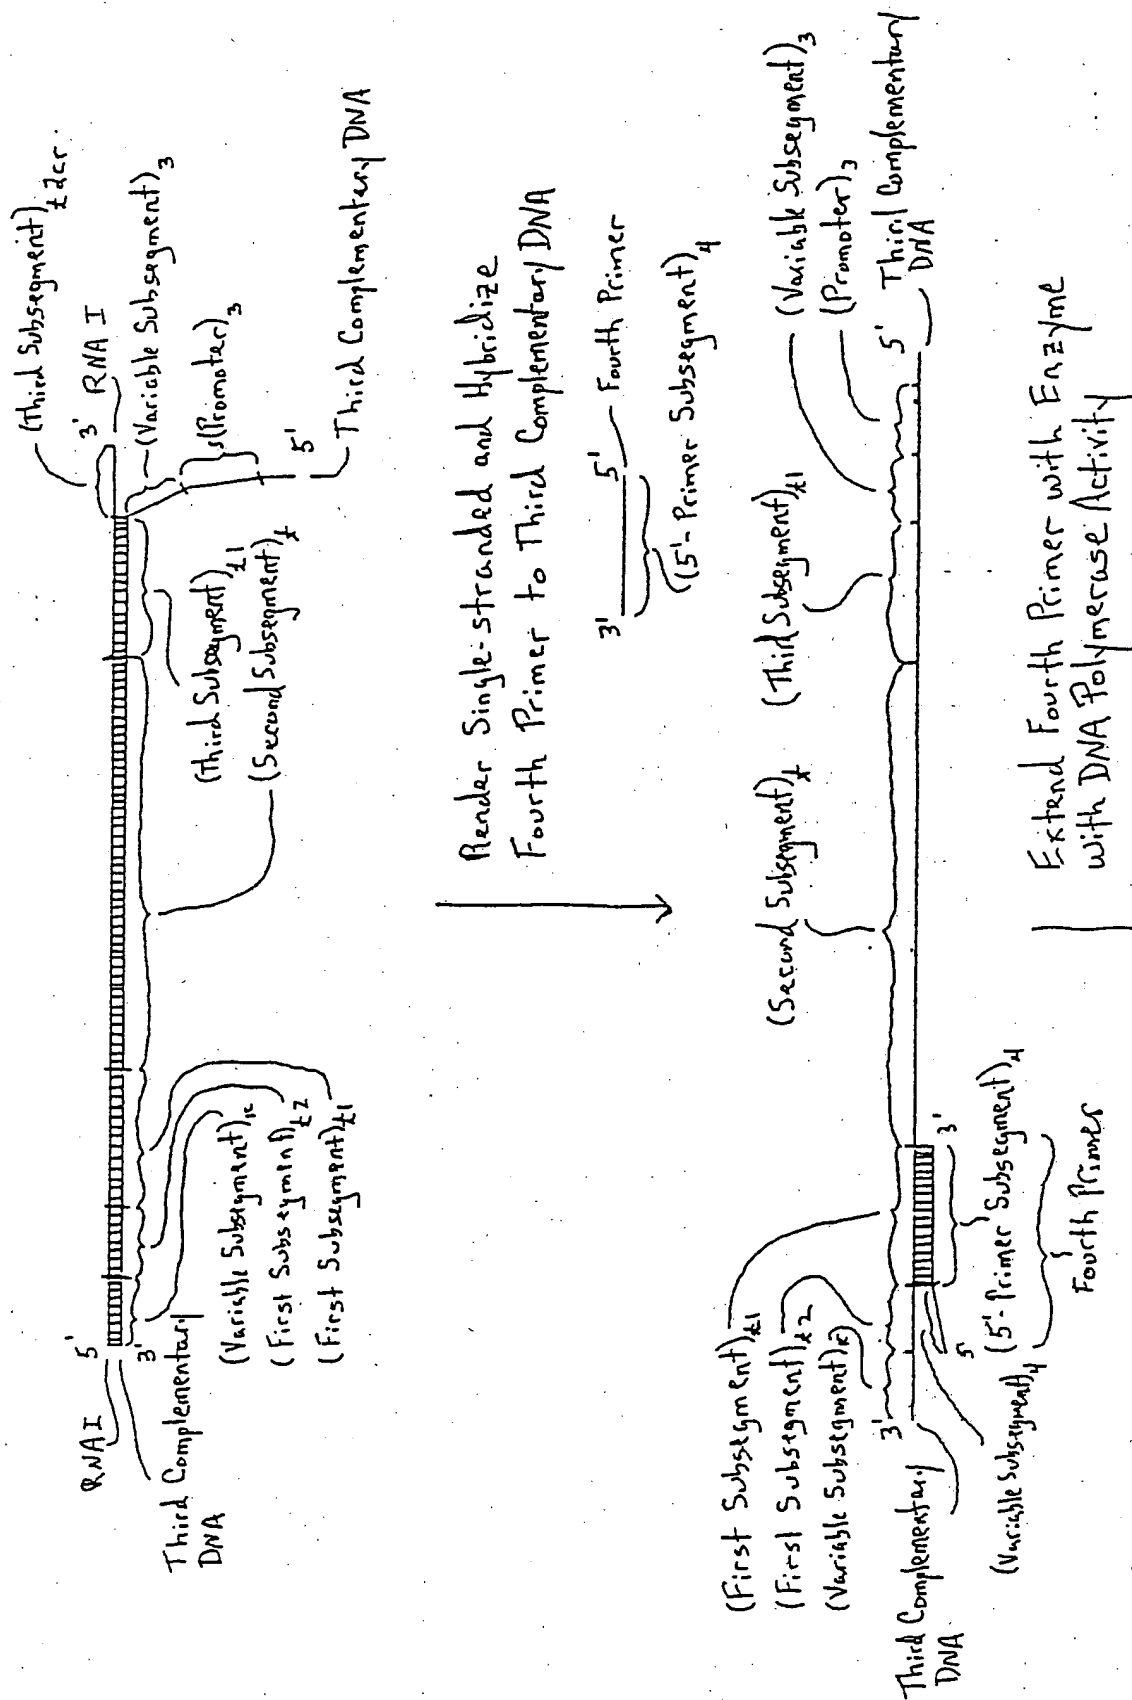 (Third Subsegment)±2cr.
3' RNA I
(Variable Subsegment)3
(Promoter)3
5'
Third Complementary DNA
(Third Subsegment)t1
(Second Subsegment)t
RNA I 5'
3'
Third Complementary
DNA
(Variable Subsegment)1c
(First Subsegment)t2
(First Subsegment)t1
Render Single-stranded and Hybridize
Fourth Primer to Third Complementary DNA
3' 5' Fourth Primer
(5'-Primer Subsegment)4
(First Subsegment)t1
(First Subsegment)t2
(Variable Subsegment)1c
(Second Subsegment)t
(Third Subsegment)t1
(Variable Subsegment)3
(Promoter)3
3'
5'
Third Complementary
DNA
Third Complementary
DNA
5'
3'
(Variable Subsegment)4
(5'-Primer Subsegment)4
Fourth Primer
Extend Fourth Primer with Enzyme
with DNA Polymerase Activity